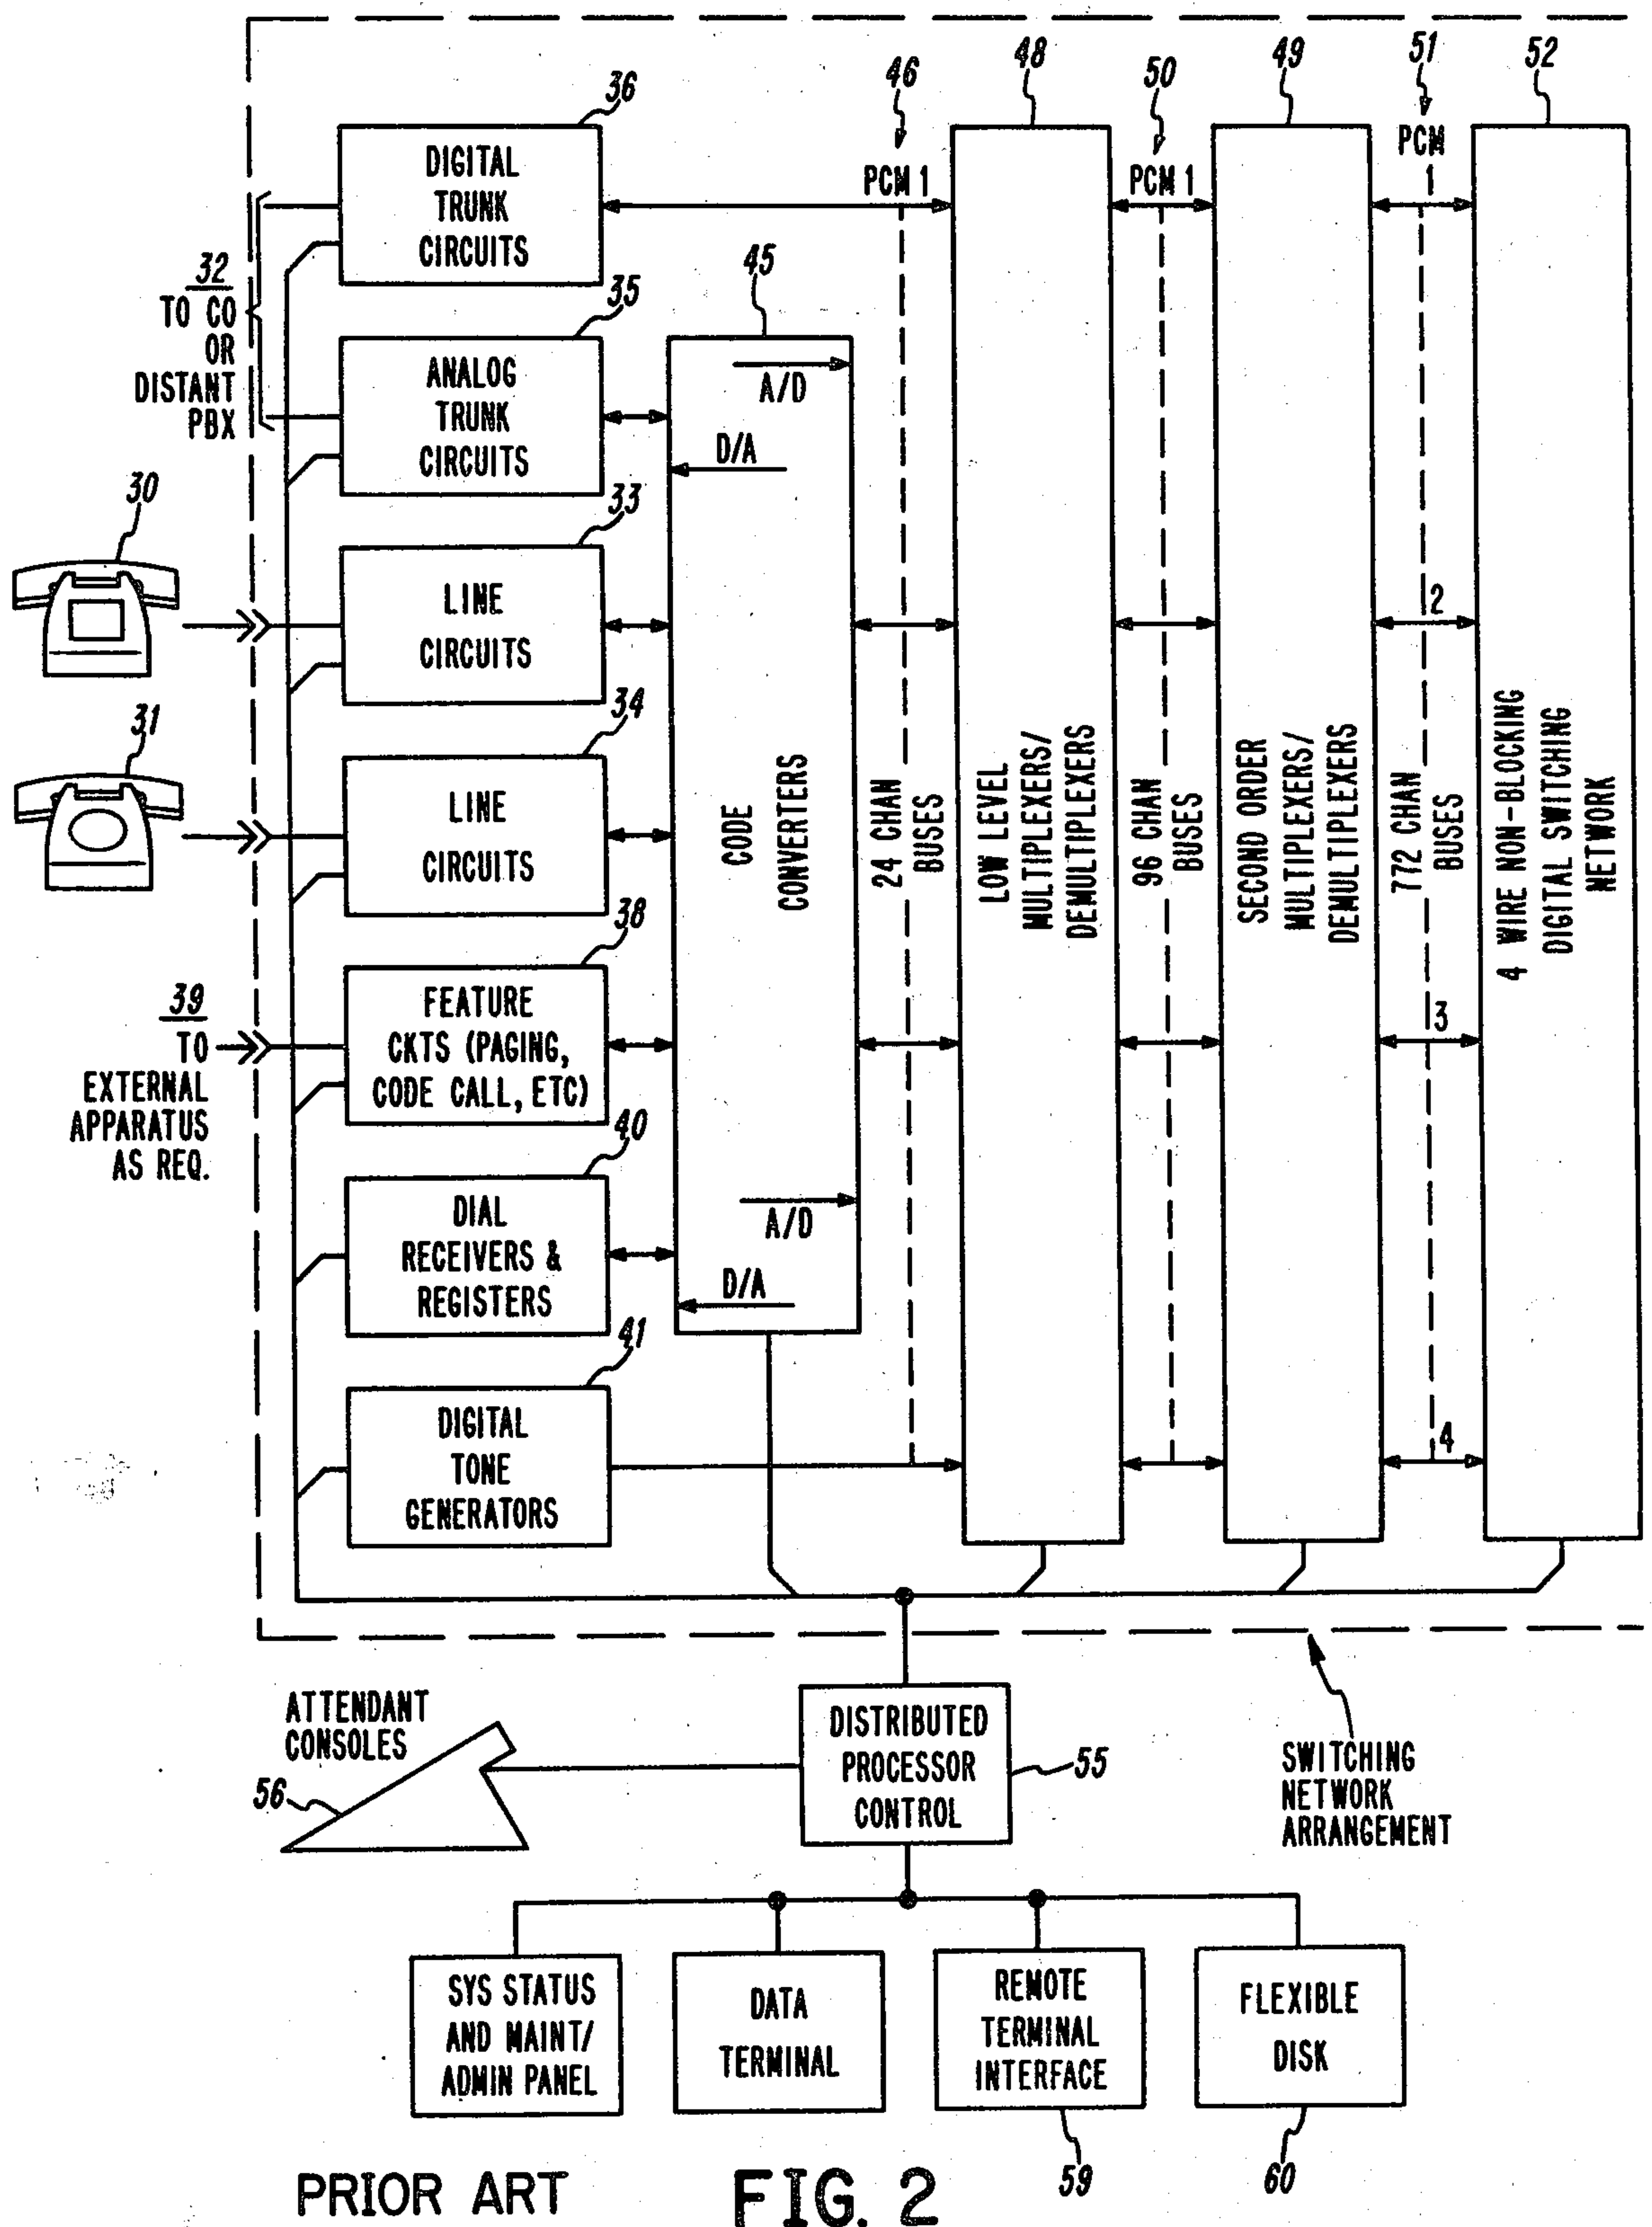 36
46
48
50
49
51
52
DIGITAL
TRUNK
CIRCUITS
PCM 1
PCM 1
PCM
1
32
TO CO
OR
DISTANT
PBX
35
ANALOG
TRUNK
CIRCUITS
45
A/D
D/A
30
33
LINE
CIRCUITS
2
31
34
LINE
CIRCUITS
CODE
CONVERTERS
24 CHAN
BUSES
LOW LEVEL
MULTIPLEXERS/
DEMULTIPLEXERS
96 CHAN
BUSES
SECOND ORDER
MULTIPLEXERS/
DEMULTIPLEXERS
772 CHAN
BUSES
4 WIRE NON-BLOCKING
DIGITAL SWITCHING
NETWORK
39
TO
EXTERNAL
APPARATUS
AS REQ.
38
FEATURE
CKTS (PAGING,
CODE CALL, ETC)
3
40
DIAL
RECEIVERS &
REGISTERS
A/D
D/A
41
DIGITAL
TONE
GENERATORS
4
ATTENDANT
CONSOLES
56
DISTRIBUTED
PROCESSOR
CONTROL
55
SWITCHING
NETWORK
ARRANGEMENT
SYS STATUS
AND MAINT/
ADMIN PANEL
DATA
TERMINAL
REMOTE
TERMINAL
INTERFACE
FLEXIBLE
DISK
59
60
PRIOR ART
FIG. 2